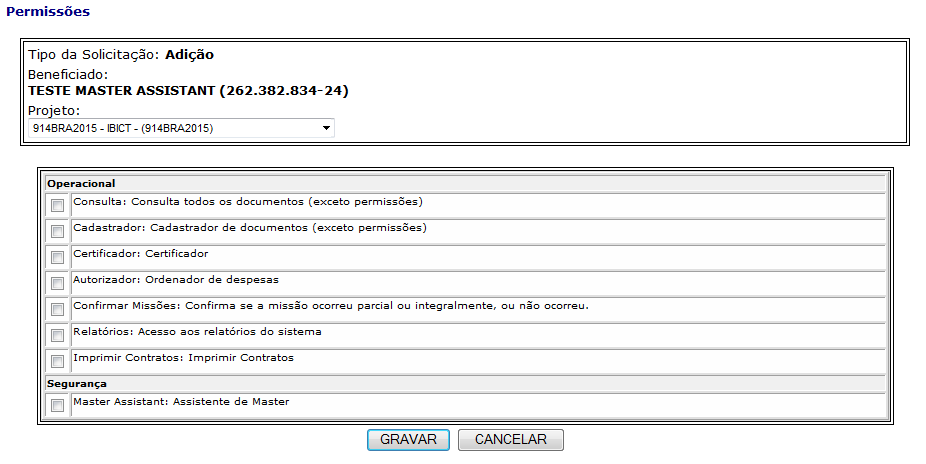 Permissões
Tipo da Solicitação: Adição
Beneficiado:
TESTE MASTER ASSISTANT (262.382.834-24)
Projeto:
914BRA2015 - IBICT - (914BRA2015)
Operacional
Consulta: Consulta todos os documentos (exceto permissões)
Cadastrador: Cadastrador de documentos (exceto permissões)
Certificador: Certificador
Autorizador: Ordenador de despesas
Confirmar Missões: Confirma se a missão ocorreu parcial ou integralmente, ou não ocorreu.
Relatórios: Acesso aos relatórios do sistema
Imprimir Contratos: Imprimir Contratos
Segurança
Master Assistant: Assistente de Master
GRAVAR CANCELAR